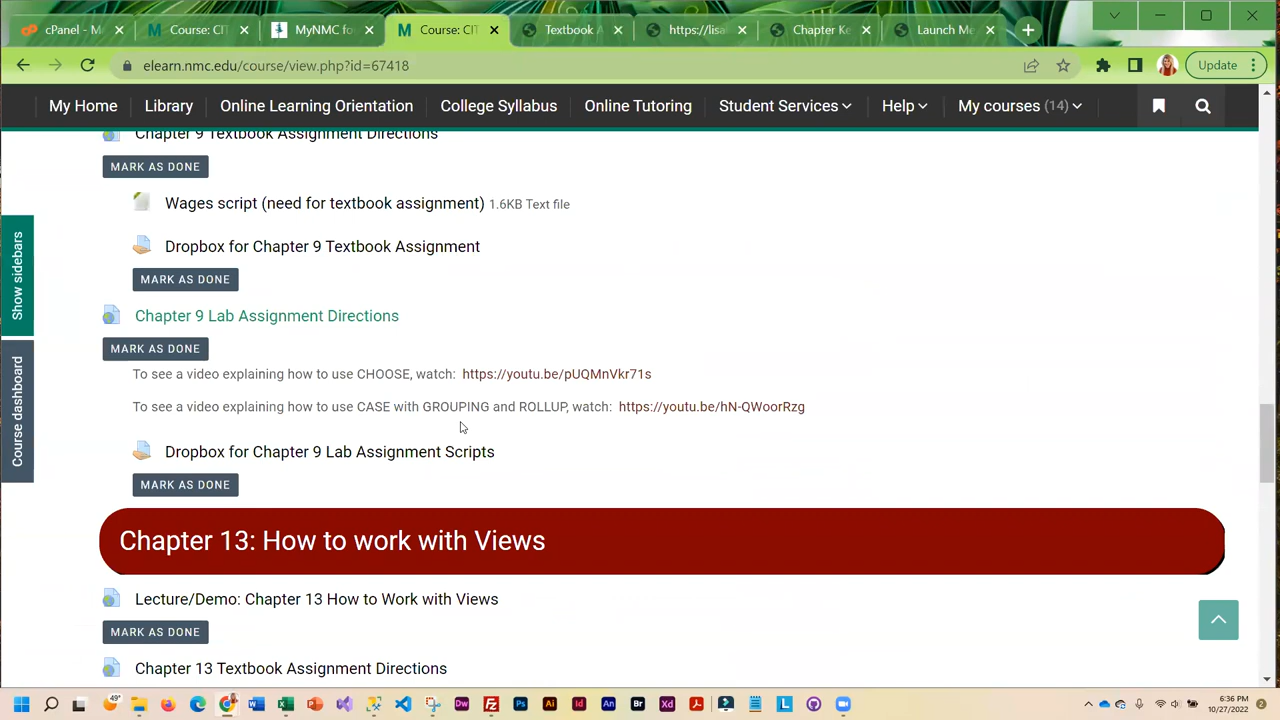 cPanel - M
Course: CIT
MyNMC fo
Course: CIT
Textbook A
https://lisa
Chapter Ke
Launch Me
elearn.nmc.edu/course/view.php?id=67418
Update
My Home
Library
Online Learning Orientation
College Syllabus
Online Tutoring
Student Services
Help
My courses (14)
Chapter 9 Textbook Assignment Directions
MARK AS DONE
Wages script (need for textbook assignment) 1.6KB Text file
Dropbox for Chapter 9 Textbook Assignment
MARK AS DONE
Show sidebars
Chapter 9 Lab Assignment Directions
MARK AS DONE
To see a video explaining how to use CHOOSE, watch: https://youtu.be/pUQMnVkr71s
Course dashboard
To see a video explaining how to use CASE with GROUPING and ROLLUP, watch: https://youtu.be/hN-QWoorRzg
Dropbox for Chapter 9 Lab Assignment Scripts
MARK AS DONE
Chapter 13: How to work with Views
Lecture/Demo: Chapter 13 How to Work with Views
MARK AS DONE
Chapter 13 Textbook Assignment Directions
49°
6:36 PM
10/27/2022